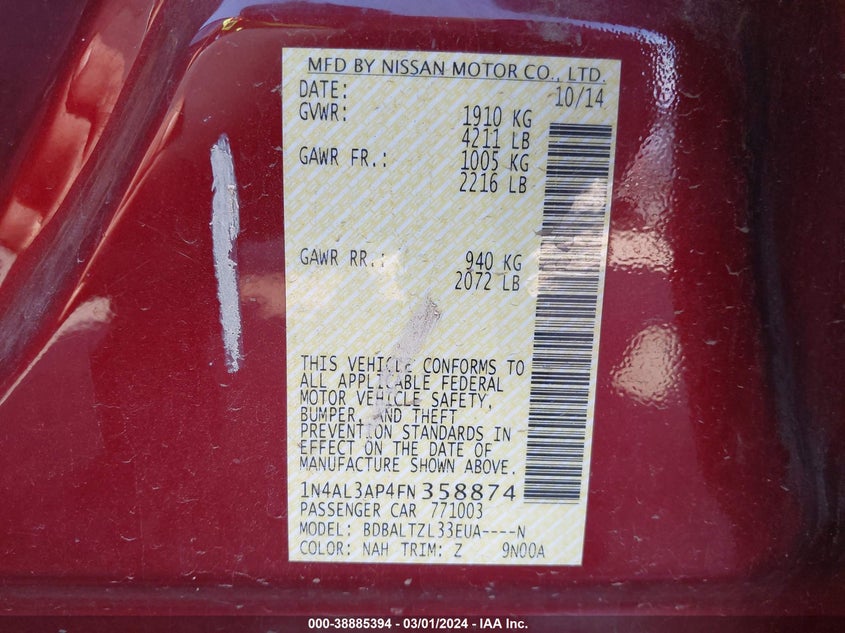 MFD BY NISSAN MOTOR CO., LTD.
DATE: 10/14
GVWR: 1910 KG
4211 LB
GAWR FR.: 1005 KG
2216 LB
GAWR RR.: 940 KG
2072 LB
THIS VEHICLE CONFORMS TO
ALL APPLICABLE FEDERAL
MOTOR VEHICLE SAFETY,
BUMPER, AND THEFT
PREVENTION STANDARDS IN
EFFECT ON THE DATE OF
MANUFACTURE SHOWN ABOVE.
1N4AL3AP4FN358874
PASSENGER CAR 771003
MODEL: BDBALTZL33EUA----N
COLOR: NAH TRIM: Z 9N00A
000-38885394 - 03/01/2024 - IAA Inc.